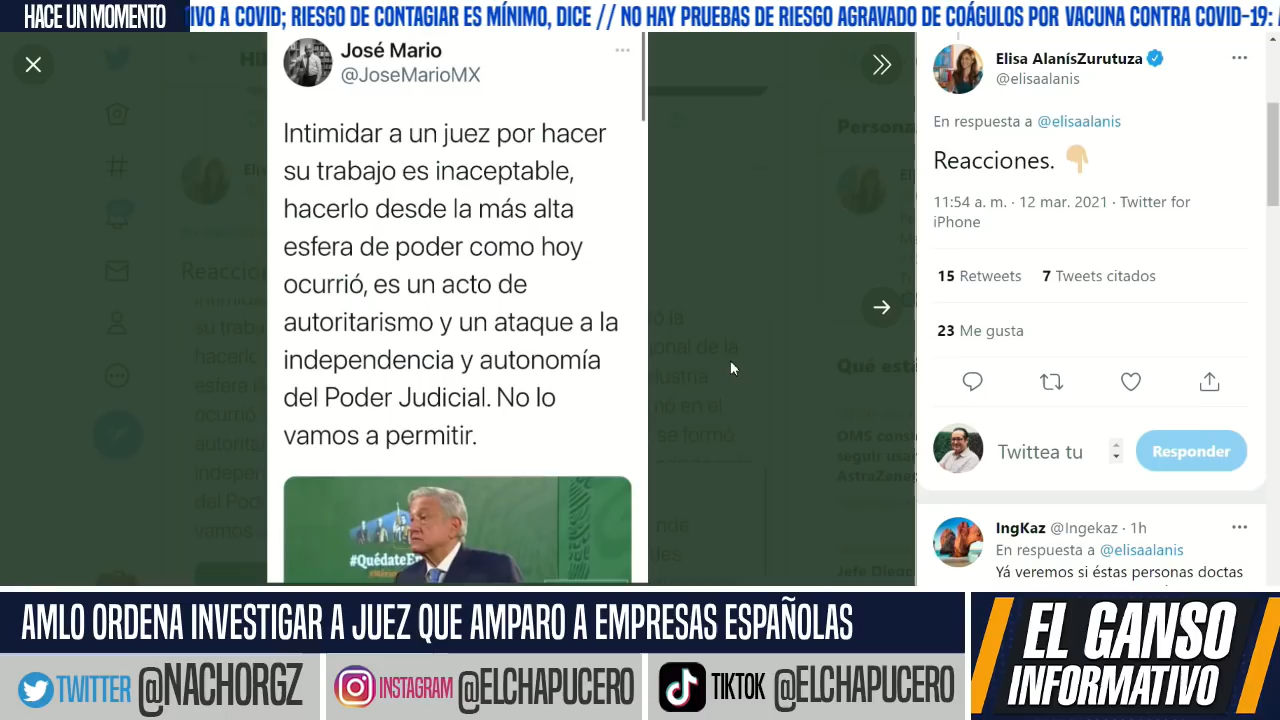 HACE UN MOMENTO
IVO A COVID; RIESGO DE CONTAGIAR ES MÍNIMO, DICE // NO HAY PRUEBAS DE RIESGO AGRAVADO DE COÁGULOS POR VACUNA CONTRA COVID-19:
José Mario
@JoseMarioMX
Intimidar a un juez por hacer
su trabajo es inaceptable,
hacerlo desde la más alta
esfera de poder como hoy
ocurrió, es un acto de
autoritarismo y un ataque a la
independencia y autonomía
del Poder Judicial. No lo
vamos a permitir.
Elisa AlanísZurutuza
@elisaalanis
En respuesta a @elisaalanis
Reacciones.
11:54 a. m. · 12 mar. 2021 · Twitter for
iPhone
15 Retweets 7 Tweets citados
23 Me gusta
Twittea tu
Responder
IngKaz @Ingekaz · 1h
En respuesta a @elisaalanis
Yá veremos si éstas personas doctas
AMLO ORDENA INVESTIGAR A JUEZ QUE AMPARO A EMPRESAS ESPAÑOLAS
EL GANSO
INFORMATIVO
TWITTER @NACHORGZ
INSTAGRAM @ELCHAPUCERO
TIKTOK @ELCHAPUCERO